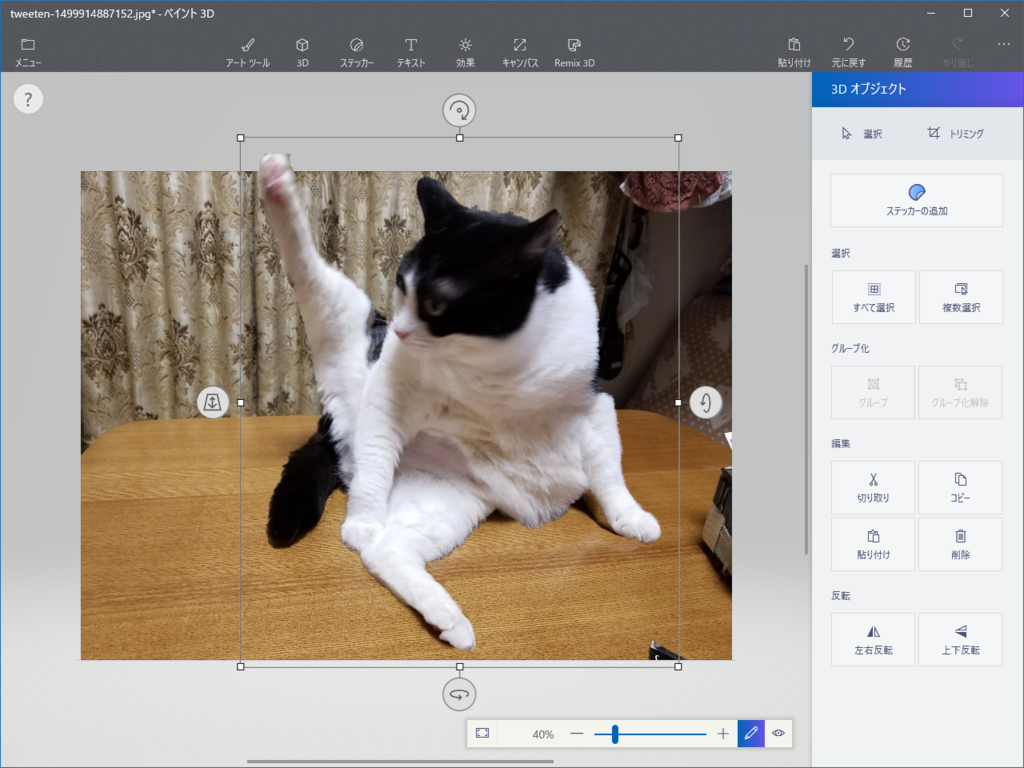 tweeten-1499914887152.jpg* - ペイント 3D
メニュー
アート ツール
3D
ステッカー
テキスト
効果
キャンバス
Remix 3D
貼り付け
元に戻す
履歴
やり直し
?
3D オブジェクト
選択
トリミング
ステッカーの追加
選択
すべて選択
複数選択
グループ化
グループ
グループ化解除
編集
切り取り
コピー
貼り付け
削除
反転
左右反転
上下反転
40%